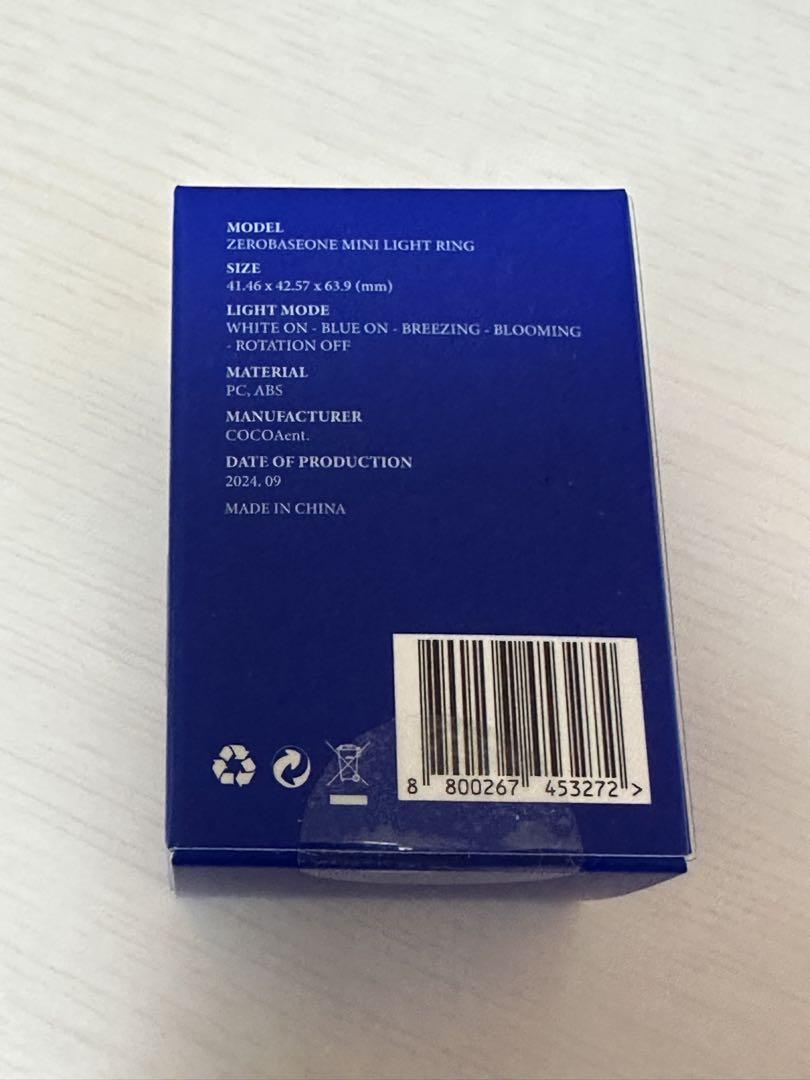 MODEL
ZEROBASEONE MINI LIGHT RING
SIZE
41.46 x 42.57 x 63.9 (mm)
LIGHT MODE
WHITE ON - BLUE ON - BREEZING - BLOOMING
- ROTATION OFF
MATERIAL
PC, ABS
MANUFACTURER
COCOAent.
DATE OF PRODUCTION
2024. 09
MADE IN CHINA
8 800267 453272 >